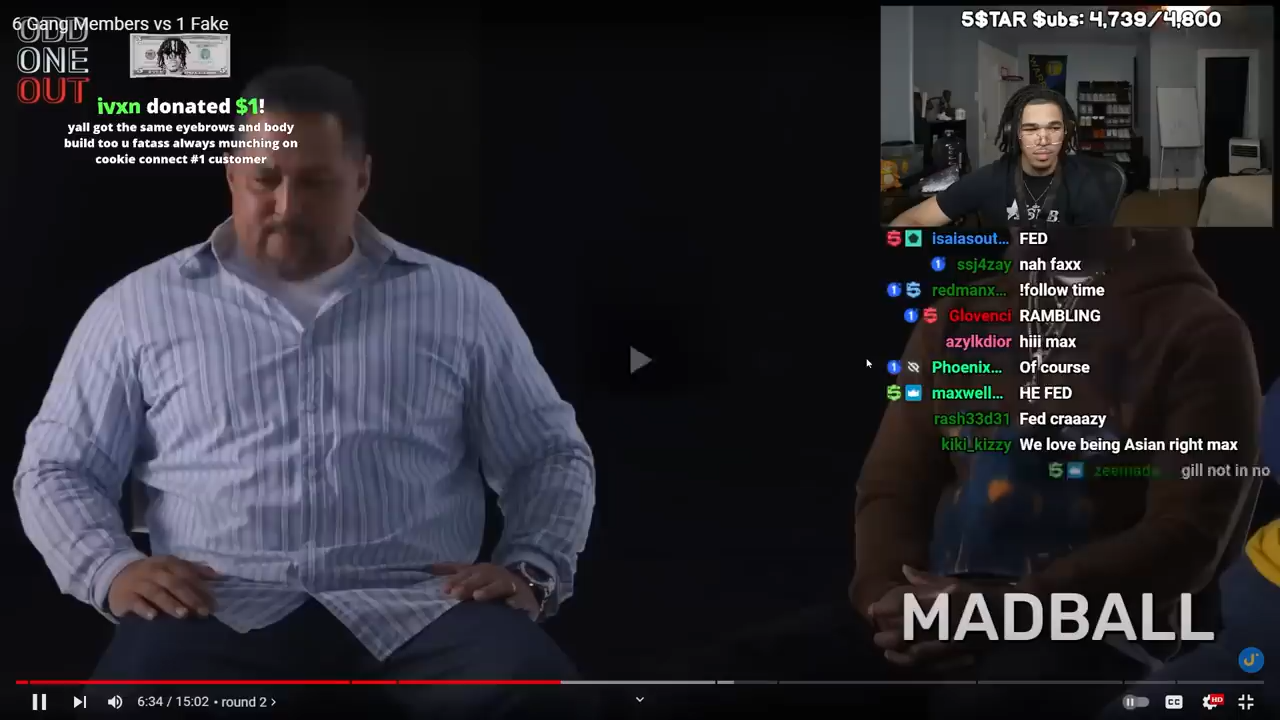 6 Gang Members vs 1 Fake
ODD
ONE
OUT
ivxn donated $1!
yall got the same eyebrows and body
build too u fatass always munching on
cookie connect #1 customer
5$TAR $ubs: 4,739/4,800
isaiasout... FED
ssj4zay nah faxx
redmanx... !follow time
Glovenci RAMBLING
azylkdior hiii max
Phoenix... Of course
maxwell... HE FED
rash33d31 Fed craaazy
kiki_kizzy We love being Asian right max
gill not in no
MADBALL
6:34 / 15:02 • round 2 >
CC
HD